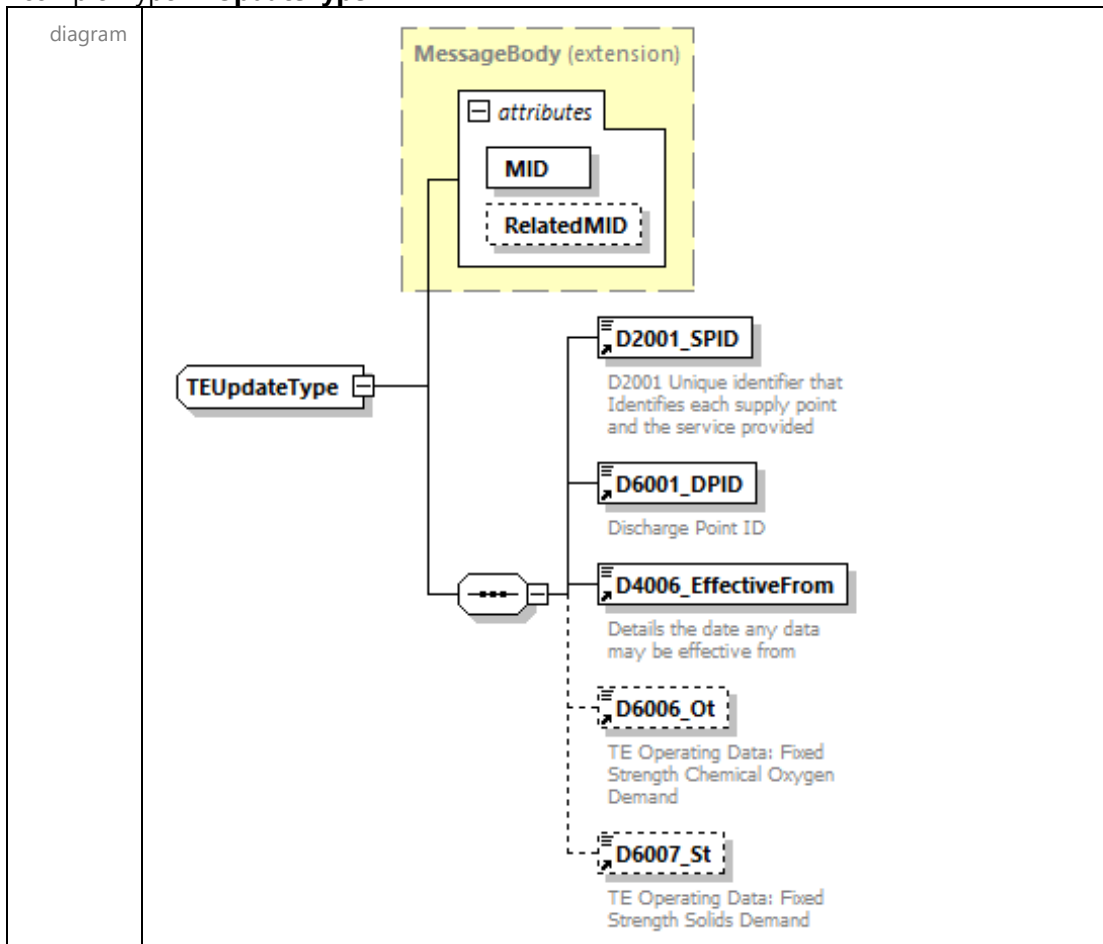 diagram
MessageBody (extension)
attributes
MID
RelatedMID
TEUpdateType
D2001_SPID
D2001 Unique identifier that
Identifies each supply point
and the service provided
D6001_DPID
Discharge Point ID
D4006_EffectiveFrom
Details the date any data
may be effective from
D6006_Ot
TE Operating Data: Fixed
Strength Chemical Oxygen
Demand
D6007_St
TE Operating Data: Fixed
Strength Solids Demand